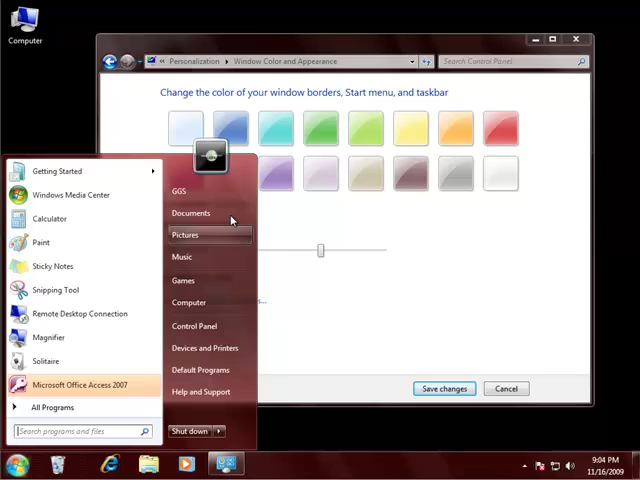 Computer
Personalization
Window Color and Appearance
Search Control Panel
Change the color of your window borders, Start menu, and taskbar
Getting Started
Windows Media Center
Calculator
Paint
Sticky Notes
Snipping Tool
Remote Desktop Connection
Magnifier
Solitaire
Microsoft Office Access 2007
All Programs
Search programs and files
GGS
Documents
Pictures
Music
Games
Computer
Control Panel
Devices and Printers
Default Programs
Help and Support
Shut down
Save changes
Cancel
9:04 PM
11/16/2009